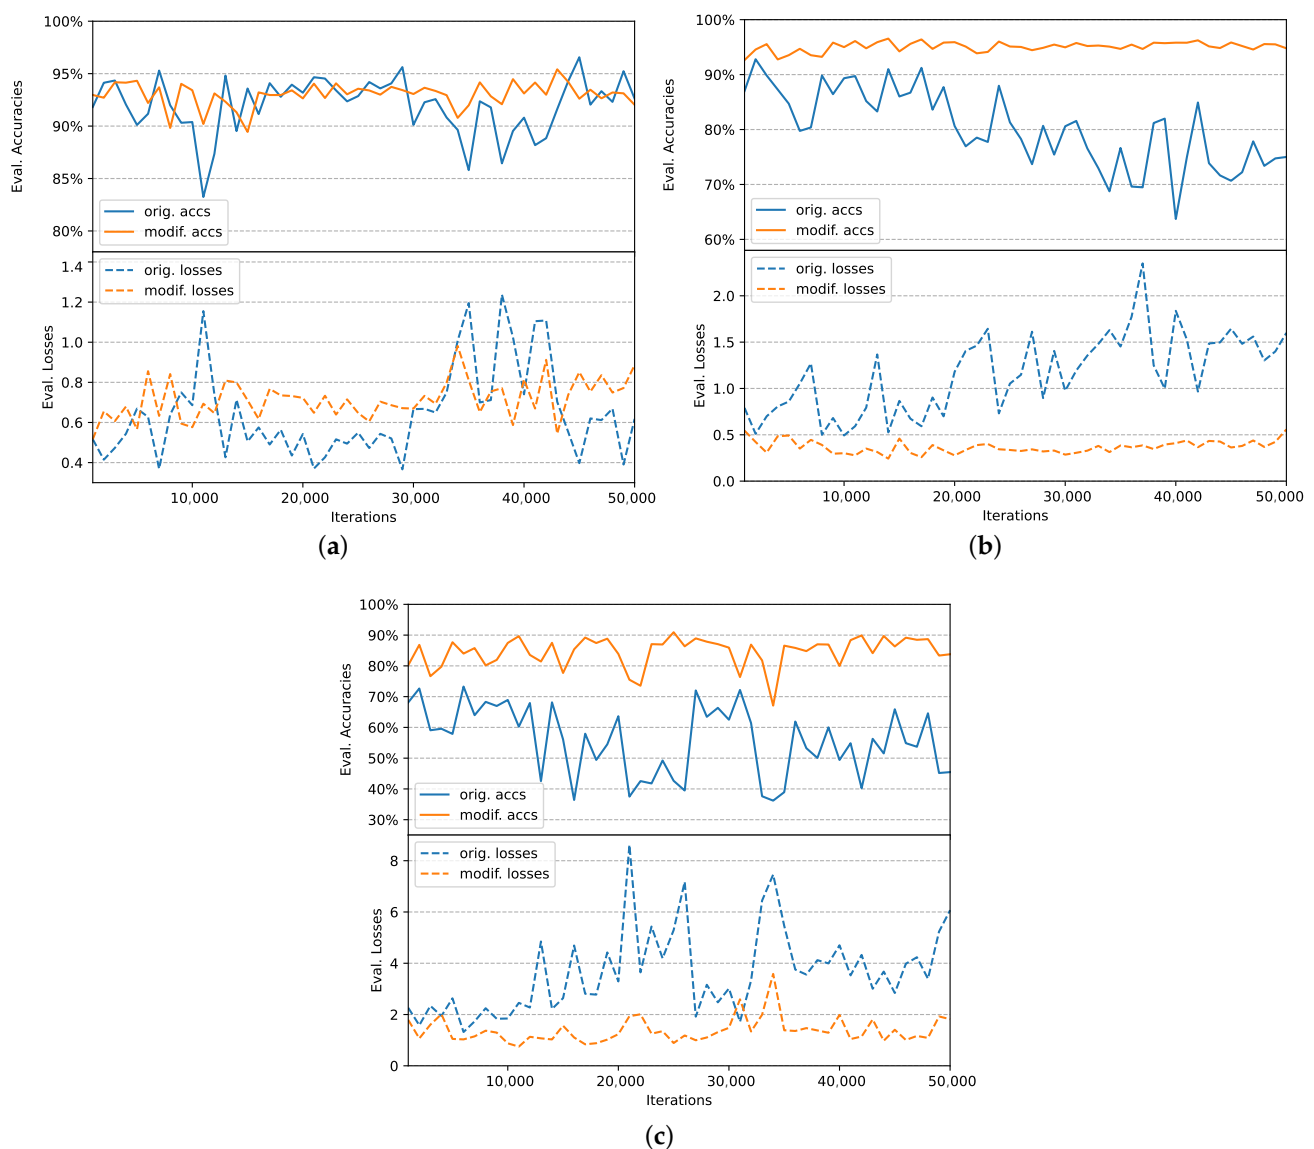 100%
95%
90%
85%
80%
Eval. Accuracies
orig. accs
modif. accs
1.4
1.2
1.0
0.8
0.6
0.4
Eval. Losses
orig. losses
modif. losses
10,000 20,000 30,000 40,000 50,000
Iterations
(a)
100%
90%
80%
70%
60%
Eval. Accuracies
orig. accs
modif. accs
2.0
1.5
1.0
0.5
0.0
Eval. Losses
orig. losses
modif. losses
10,000 20,000 30,000 40,000 50,000
Iterations
(b)
100%
90%
80%
70%
60%
50%
40%
30%
Eval. Accuracies
orig. accs
modif. accs
8
6
4
2
0
Eval. Losses
orig. losses
modif. losses
10,000 20,000 30,000 40,000 50,000
Iterations
(c)